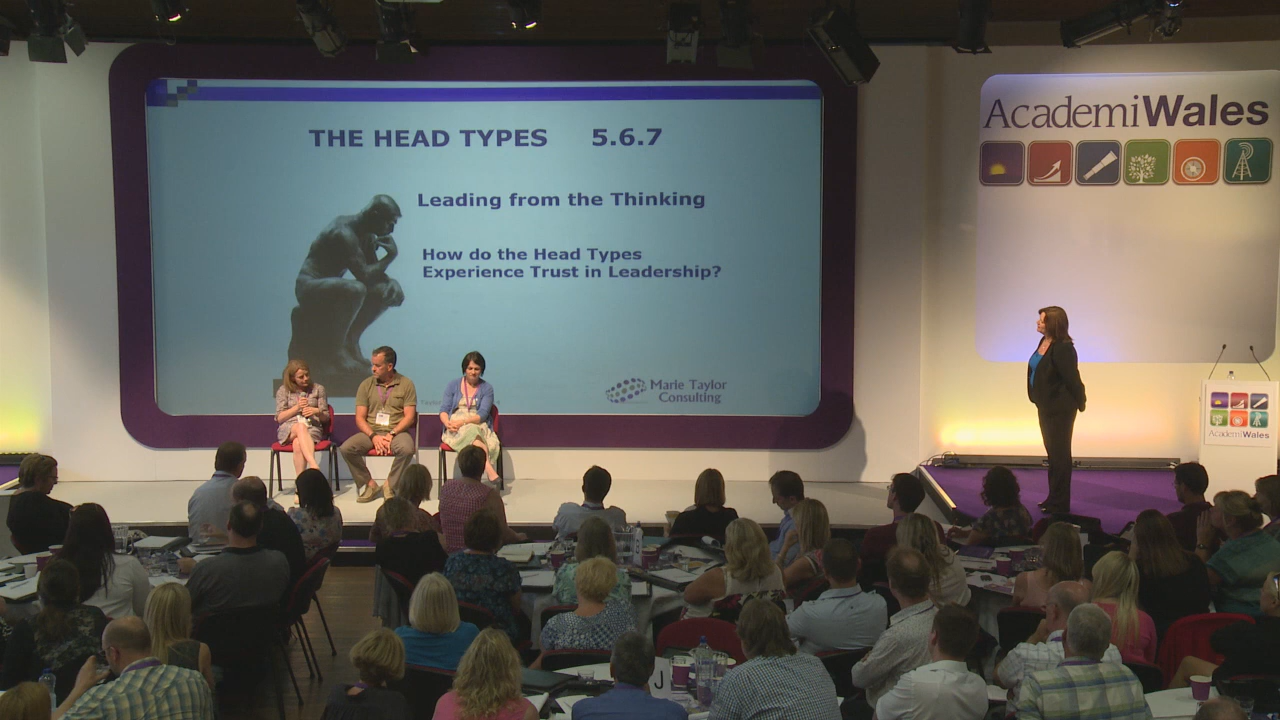 THE HEAD TYPES 5.6.7
Leading from the Thinking
How do the Head Types
Experience Trust in Leadership?
Marie Taylor
Consulting
AcademiWales
AcademiWales
J